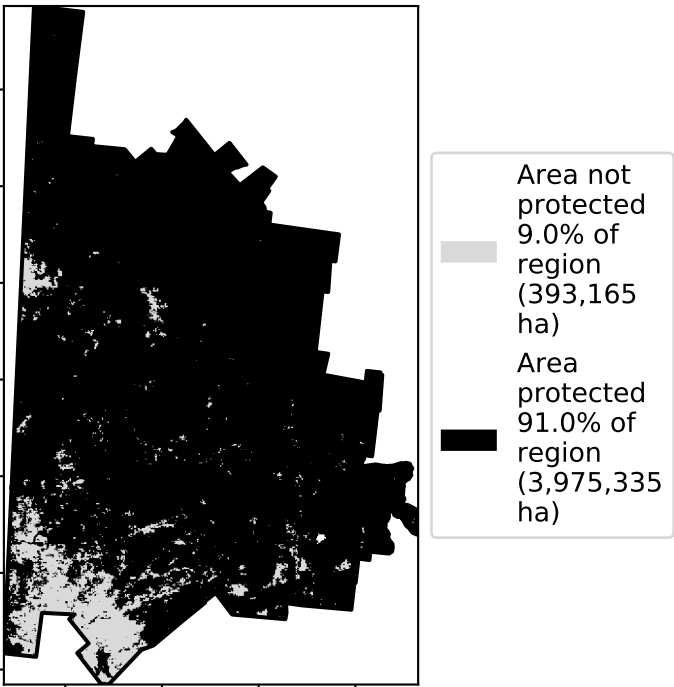 Area not
protected
9.0% of
region
(393,165
ha)
Area
protected
91.0% of
region
(3,975,335
ha)